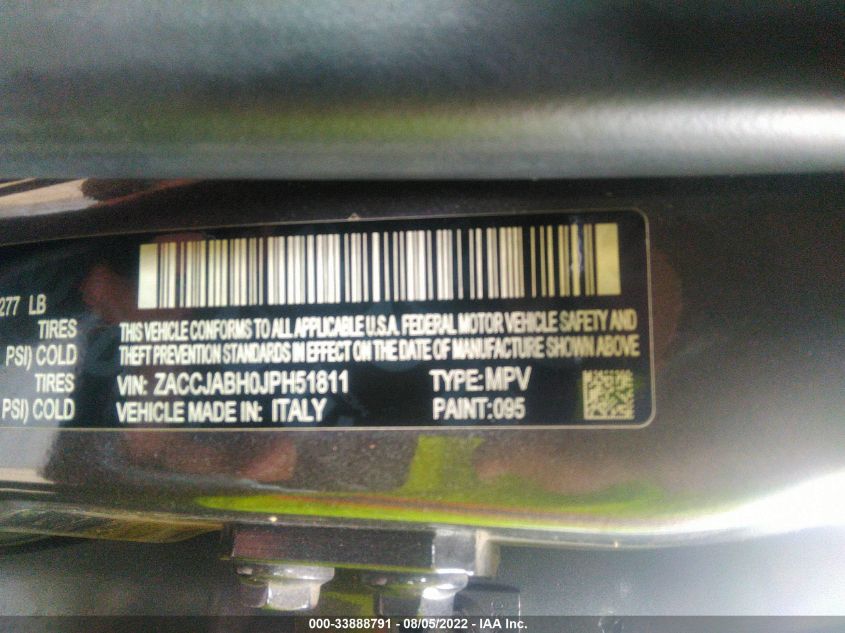 277 LB
TIRES
PSI) COLD
TIRES
PSI) COLD
THIS VEHICLE CONFORMS TO ALL APPLICABLE U.S.A. FEDERAL MOTOR VEHICLE SAFETY AND
THEFT PREVENTION STANDARDS IN EFFECT ON THE DATE OF MANUFACTURE SHOWN ABOVE
VIN: ZACCJABH0JPH51811 TYPE: MPV
VEHICLE MADE IN: ITALY PAINT:095
000-33888791 - 08/05/2022 - IAA Inc.